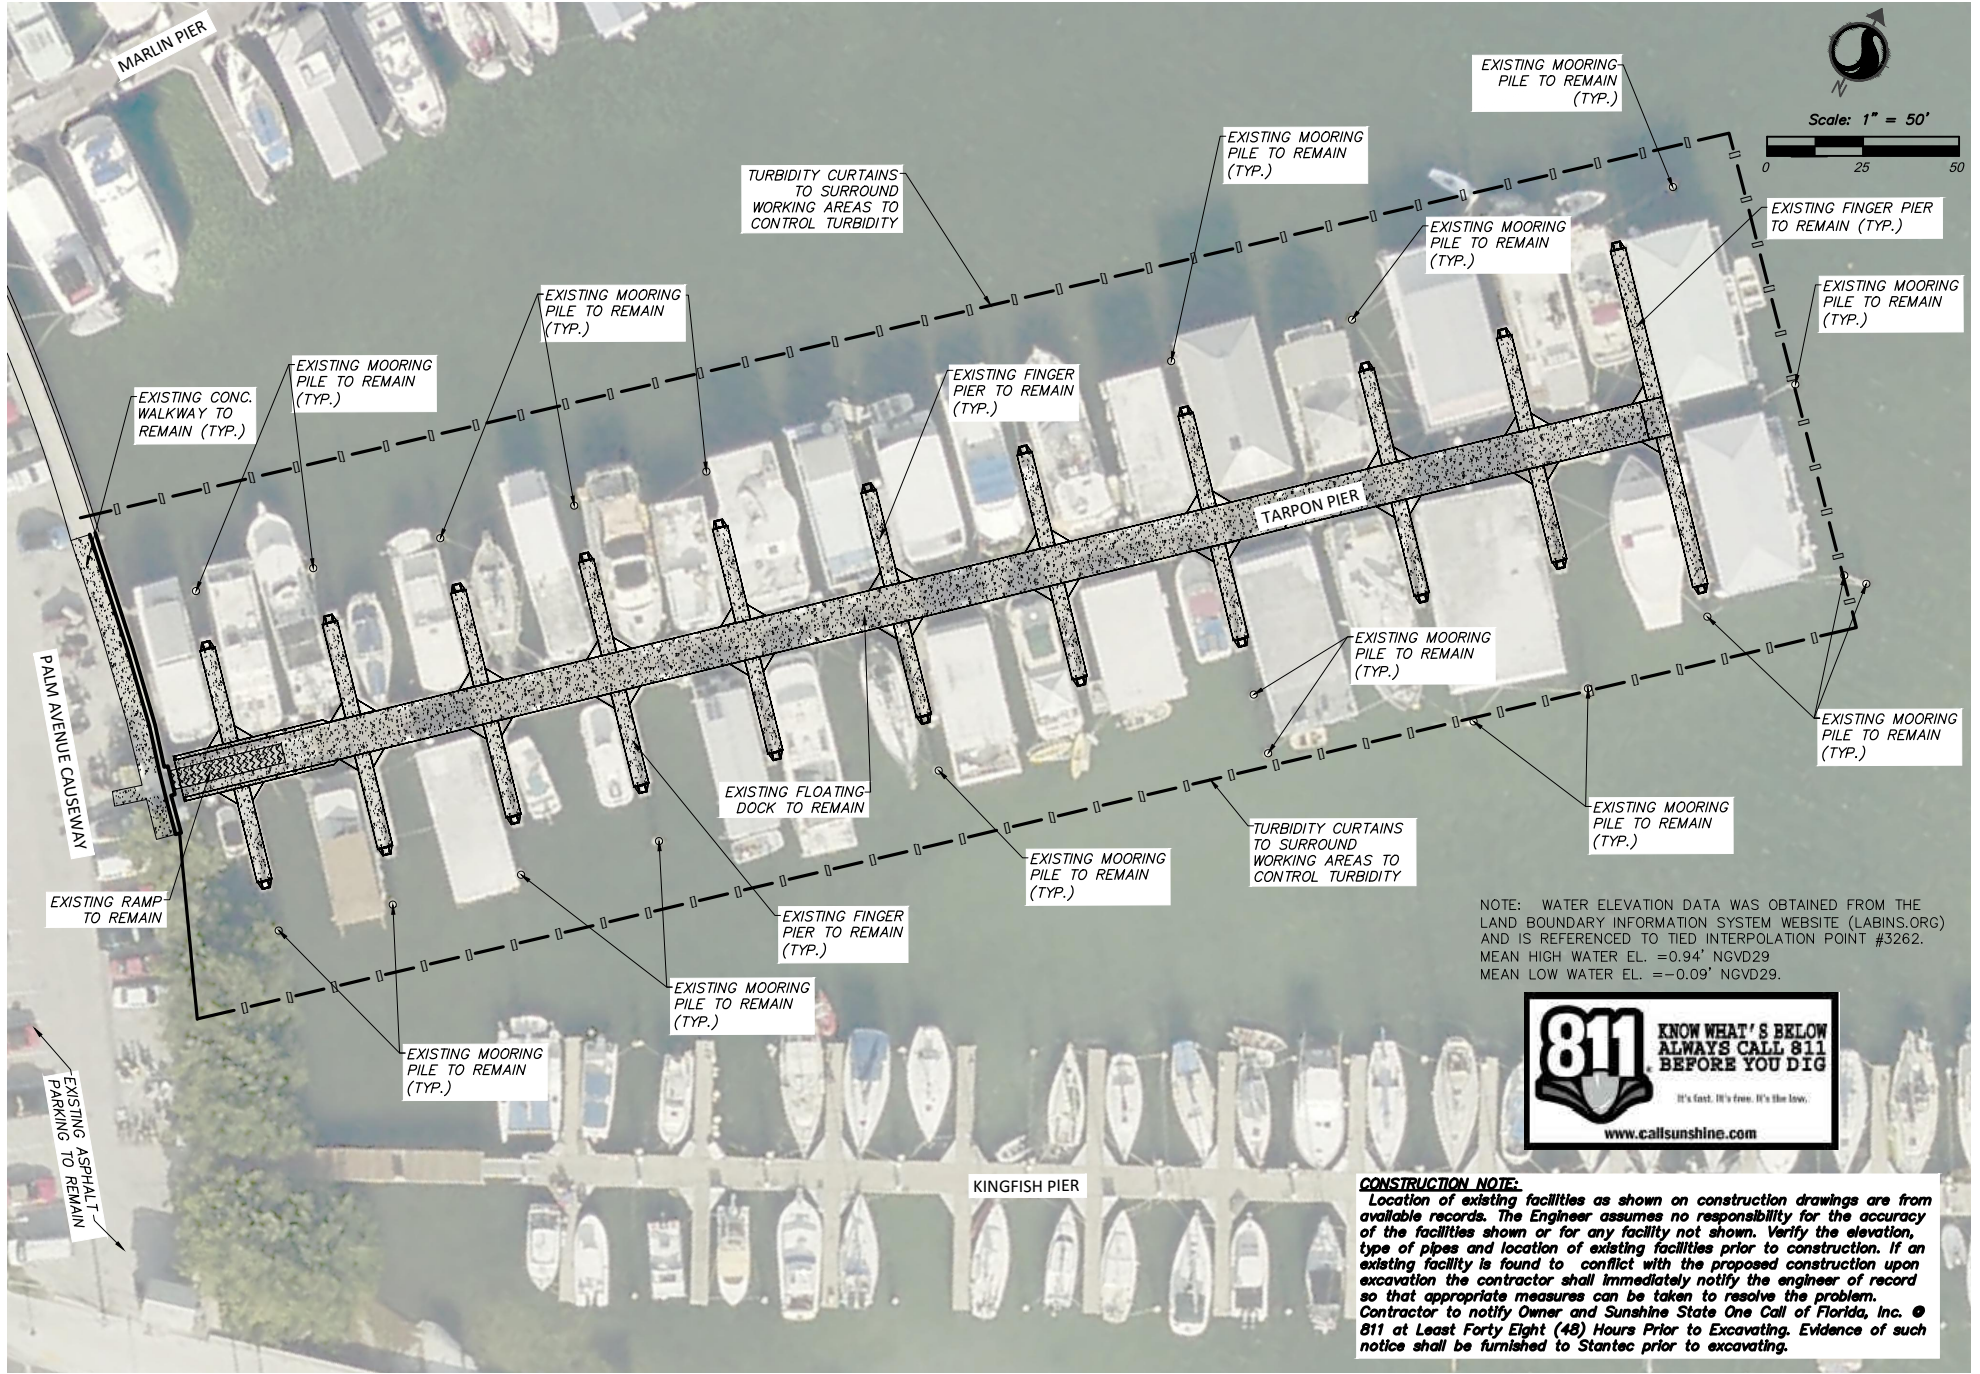 MARLIN PIER
EXISTING MOORING
PILE TO REMAIN
(TYP.)
N
Scale: 1" = 50'
0 25 50
EXISTING MOORING
PILE TO REMAIN
(TYP.)
TURBIDITY CURTAINS
TO SURROUND
WORKING AREAS TO
CONTROL TURBIDITY
EXISTING FINGER PIER
TO REMAIN (TYP.)
EXISTING MOORING
PILE TO REMAIN
(TYP.)
EXISTING MOORING
PILE TO REMAIN
(TYP.)
EXISTING MOORING
PILE TO REMAIN
(TYP.)
EXISTING MOORING
PILE TO REMAIN
(TYP.)
EXISTING CONC.
WALKWAY TO
REMAIN (TYP.)
EXISTING FINGER
PIER TO REMAIN
(TYP.)
TARPON PIER
PALM AVENUE CAUSEWAY
EXISTING MOORING
PILE TO REMAIN
(TYP.)
EXISTING MOORING
PILE TO REMAIN
(TYP.)
EXISTING FLOATING
DOCK TO REMAIN
EXISTING MOORING
PILE TO REMAIN
(TYP.)
TURBIDITY CURTAINS
TO SURROUND
WORKING AREAS TO
CONTROL TURBIDITY
EXISTING MOORING
PILE TO REMAIN
(TYP.)
EXISTING RAMP
TO REMAIN
EXISTING FINGER
PIER TO REMAIN
(TYP.)
EXISTING MOORING
PILE TO REMAIN
(TYP.)
EXISTING MOORING
PILE TO REMAIN
(TYP.)
NOTE: WATER ELEVATION DATA WAS OBTAINED FROM THE
LAND BOUNDARY INFORMATION SYSTEM WEBSITE (LABINS.ORG)
AND IS REFERENCED TO TIED INTERPOLATION POINT #3262.
MEAN HIGH WATER EL. =0.94' NGVD29
MEAN LOW WATER EL. =-0.09' NGVD29.
811
KNOW WHAT'S BELOW
ALWAYS CALL 811
BEFORE YOU DIG
It's fast. It's free. It's the law.
www.callsunshine.com
EXISTING ASPHALT
PARKING TO REMAIN
KINGFISH PIER
CONSTRUCTION NOTE:
Location of existing facilities as shown on construction drawings are from
available records. The Engineer assumes no responsibility for the accuracy
of the facilities shown or for any facility not shown. Verify the elevation,
type of pipes and location of existing facilities prior to construction. If an
existing facility is found to conflict with the proposed construction upon
excavation the contractor shall immediately notify the engineer of record
so that appropriate measures can be taken to resolve the problem.
Contractor to notify Owner and Sunshine State One Call of Florida, Inc. @
811 at Least Forty Eight (48) Hours Prior to Excavating. Evidence of such
notice shall be furnished to Stantec prior to excavating.